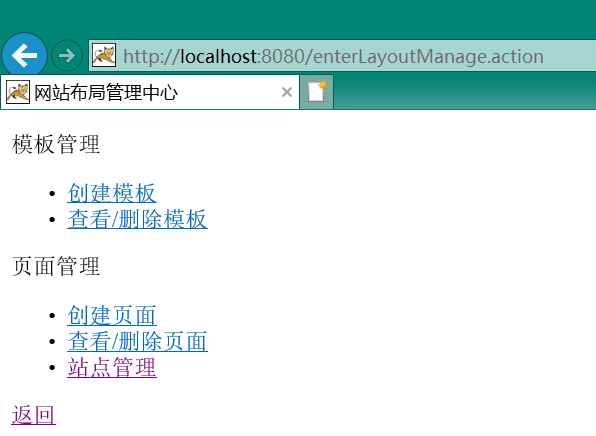 http://localhost:8080/enterLayoutManage.action
网站布局管理中心
模板管理
创建模板
查看/删除模板
页面管理
创建页面
查看/删除页面
站点管理
返回